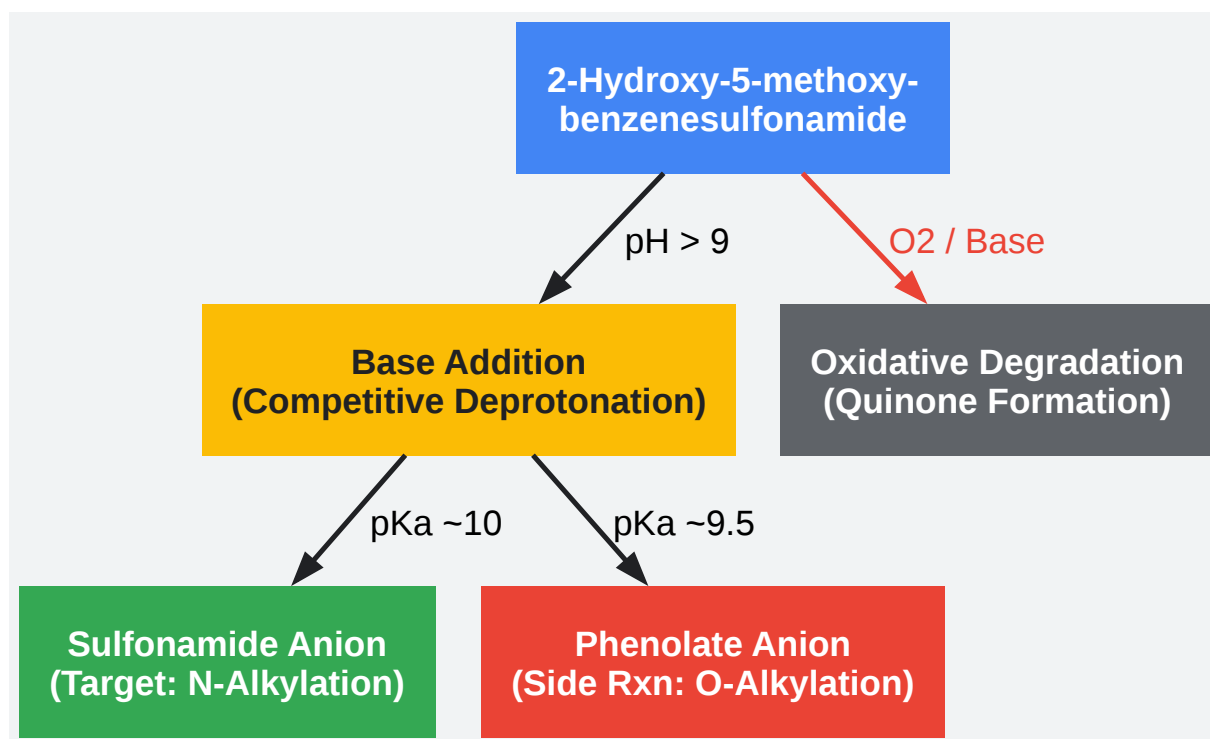 2-Hydroxy-5-methoxy-
benzenesulfonamide
pH > 9
O2 / Base
Base Addition
(Competitive Deprotonation)
Oxidative Degradation
(Quinone Formation)
pKa ~10
pKa ~9.5
Sulfonamide Anion
(Target: N-Alkylation)
Phenolate Anion
(Side Rxn: O-Alkylation)